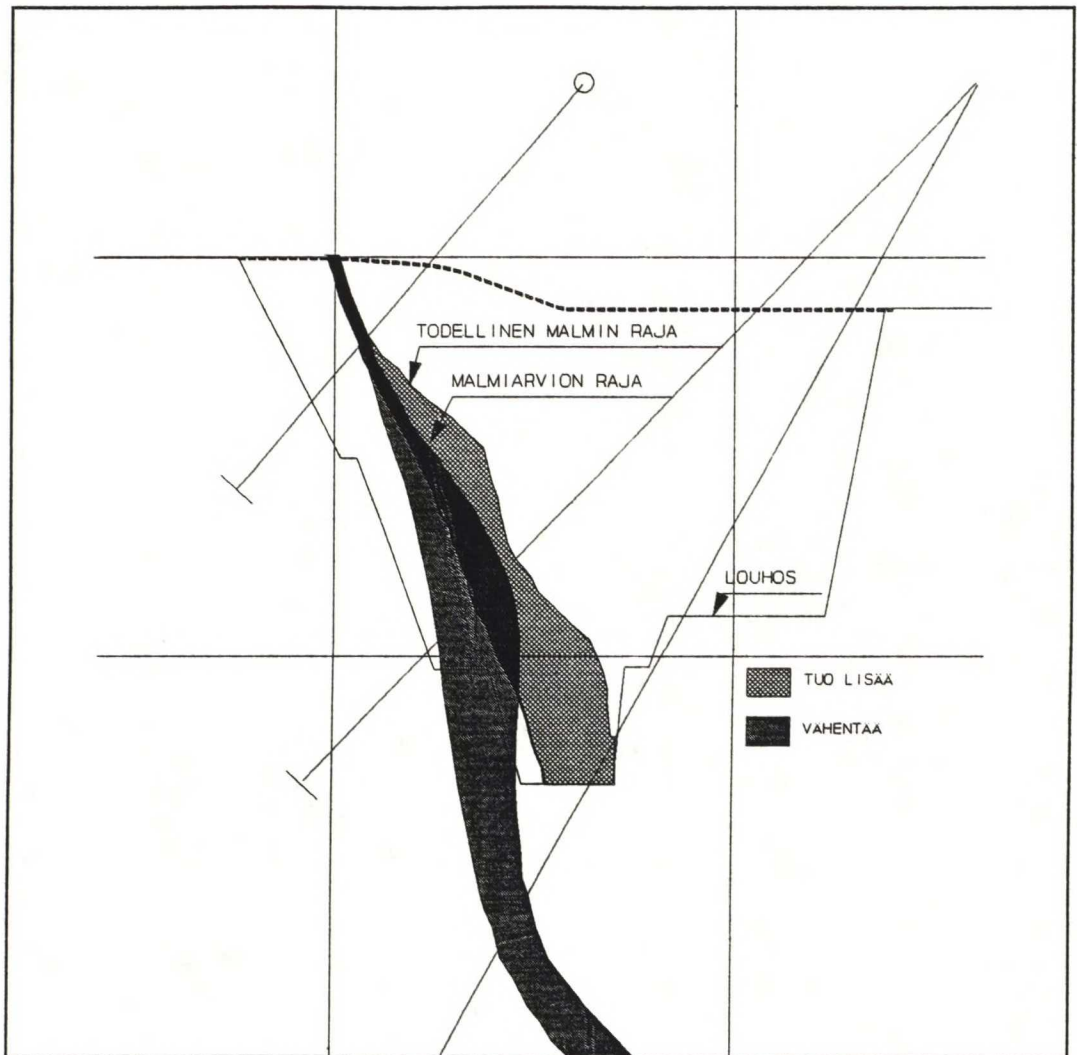 TODELLINEN MALMIN RAJA
MALMIARVION RAJA
LOUHOS
TUO LISÄÄ
VÄHENTÄÄ